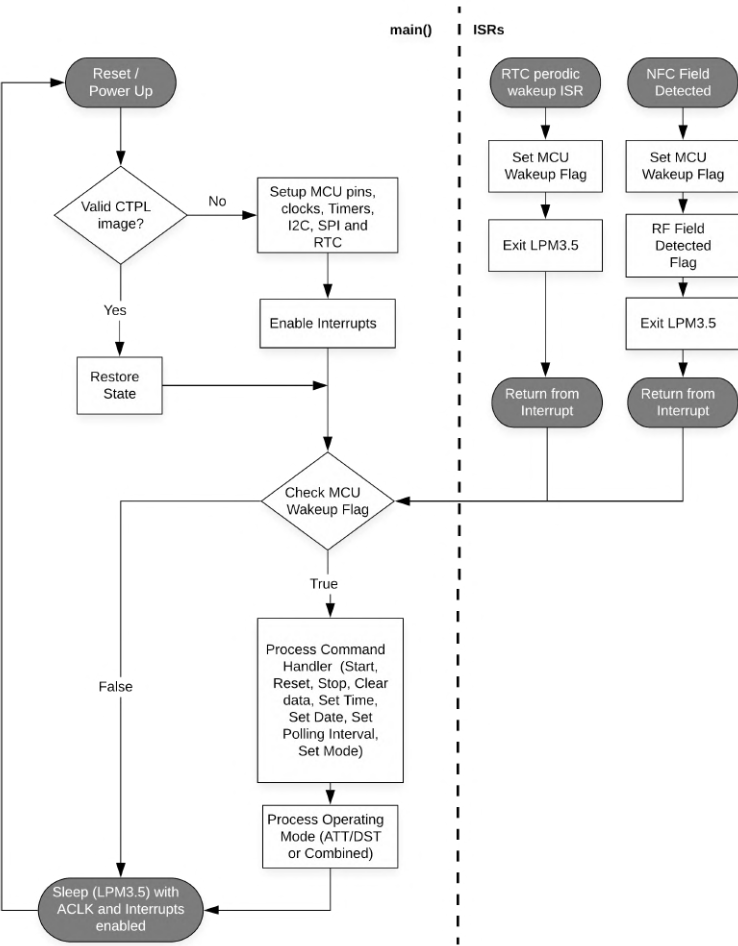 main()
ISRs
Reset /
Power Up
RTC perodic
wakeup ISR
NFC Field
Detected
Set MCU
Wakeup Flag
Set MCU
Wakeup Flag
Valid CTPL
image?
No
Setup MCU pins,
clocks, Timers,
I2C, SPI and
RTC
Exit LPM3.5
RF Field
Detected
Flag
Yes
Enable Interrupts
Exit LPM3.5
Restore
State
Return from
Interrupt
Return from
Interrupt
Check MCU
Wakeup Flag
True
Process Command
Handler (Start,
Reset, Stop, Clear
data, Set Time,
Set Date, Set
Polling Interval,
Set Mode)
False
Process Operating
Mode (ATT/DST
or Combined)
Sleep (LPM3.5) with
ACLK and Interrupts
enabled